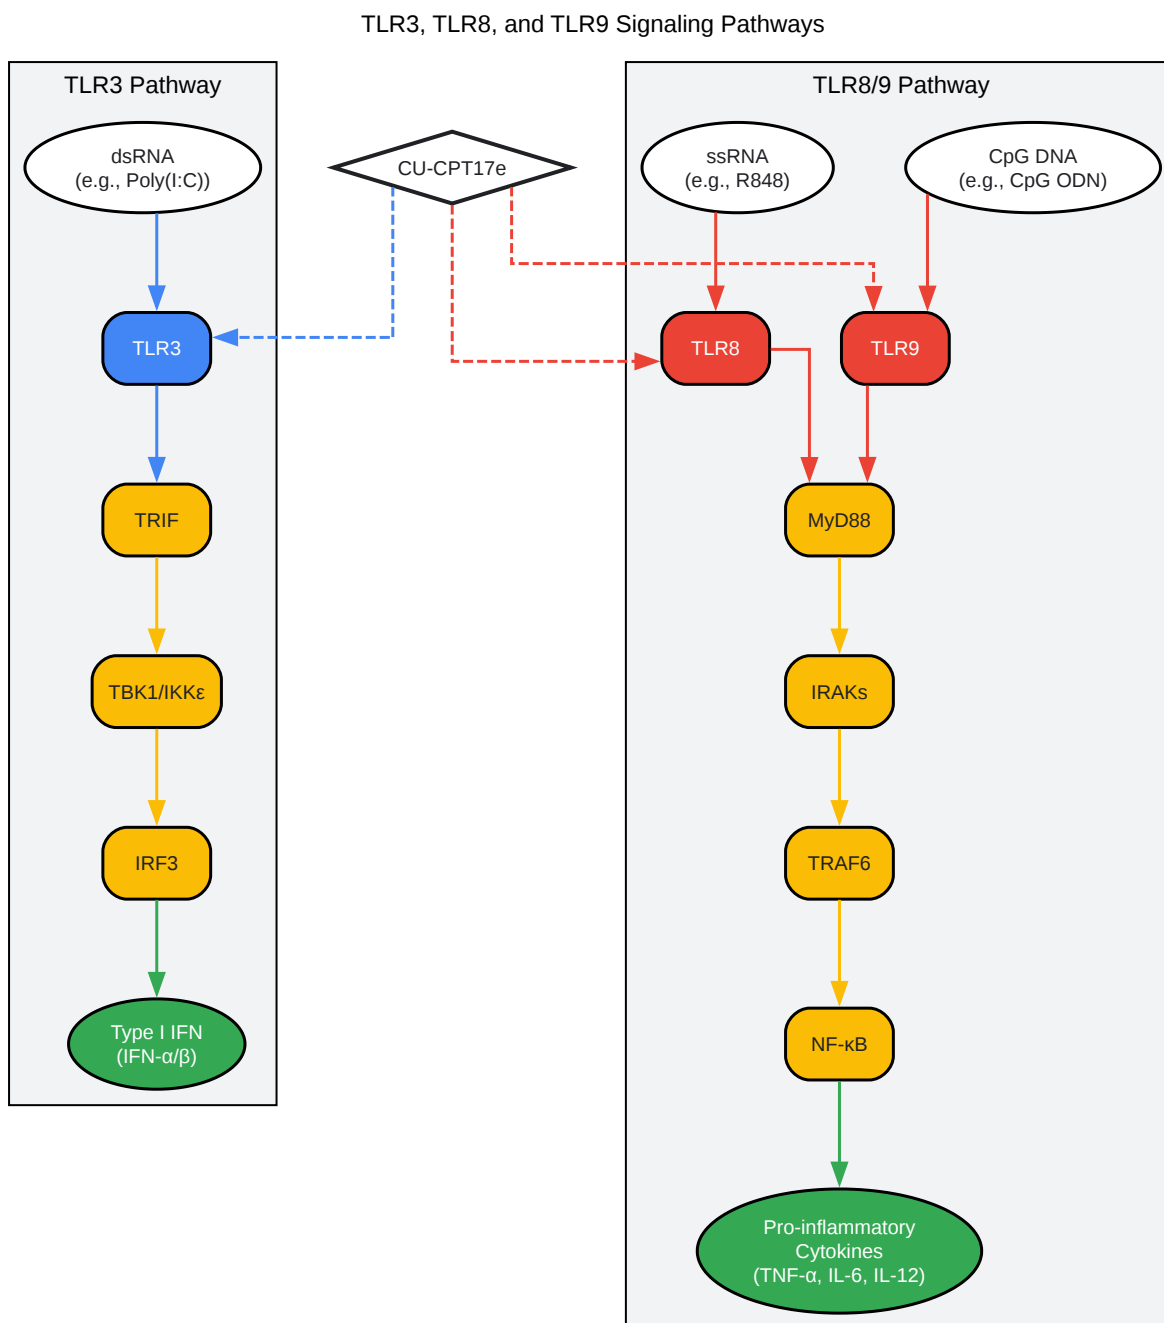 TLR3, TLR8, and TLR9 Signaling Pathways
TLR3 Pathway
TLR8/9 Pathway
dsRNA
(e.g., Poly(I:C))
CU-CPT17e
ssRNA
(e.g., R848)
CpG DNA
(e.g., CpG ODN)
TLR3
TLR8
TLR9
TRIF
MyD88
TBK1/IKKε
IRAKs
IRF3
TRAF6
Type I IFN
(IFN-α/β)
NF-κB
Pro-inflammatory
Cytokines
(TNF-α, IL-6, IL-12)